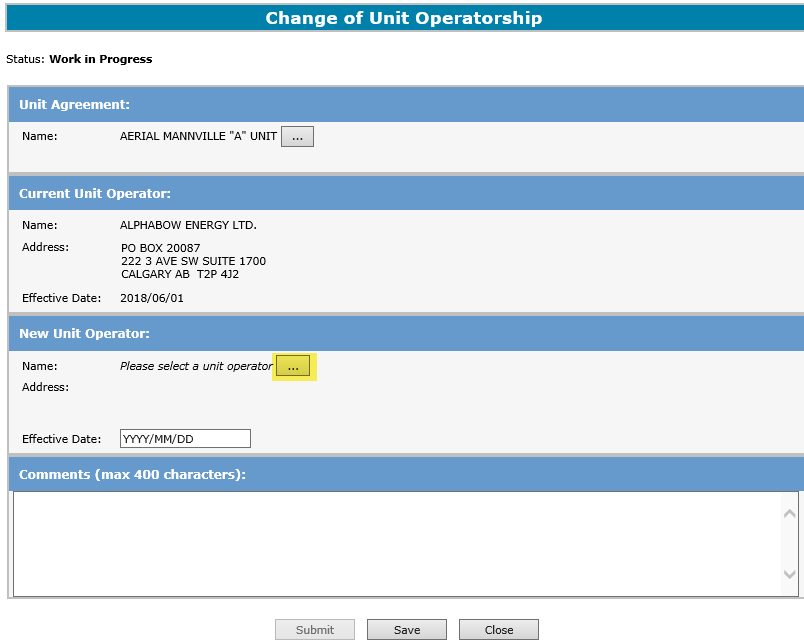 Change of Unit Operatorship
Status: Work in Progress
Unit Agreement:
Name: AERIAL MANNVILLE "A" UNIT ...
Current Unit Operator:
Name: ALPHABOW ENERGY LTD.
Address: PO BOX 20087
222 3 AVE SW SUITE 1700
CALGARY AB  T2P 4J2
Effective Date: 2018/06/01
New Unit Operator:
Name: Please select a unit operator ...
Address:
Effective Date: YYYY/MM/DD
Comments (max 400 characters):
Submit Save Close